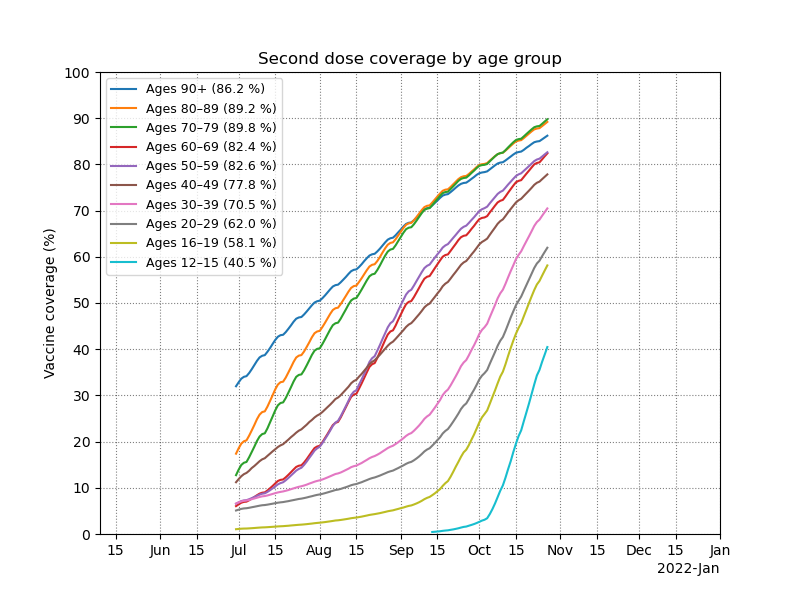 Second dose coverage by age group
Vaccine coverage (%)
100
90
80
70
60
50
40
30
20
10
0
Ages 90+ (86.2 %)
Ages 80–89 (89.2 %)
Ages 70–79 (89.8 %)
Ages 60–69 (82.4 %)
Ages 50–59 (82.6 %)
Ages 40–49 (77.8 %)
Ages 30–39 (70.5 %)
Ages 20–29 (62.0 %)
Ages 16–19 (58.1 %)
Ages 12–15 (40.5 %)
15 Jun 15 Jul 15 Aug 15 Sep 15 Oct 15 Nov 15 Dec 15 Jan
2022-Jan